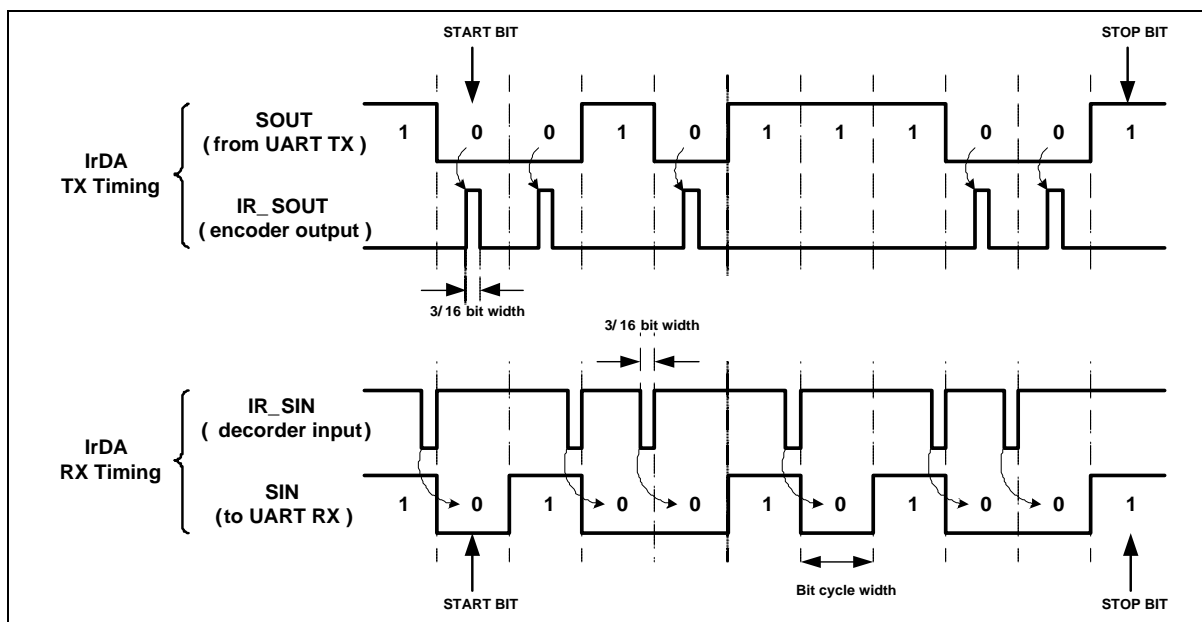 START BIT
STOP BIT
SOUT
(from UART TX)
1 0 0 1 0 1 1 1 0 0 1
IrDA
TX Timing
IR_SOUT
( encoder output )
3/16 bit width
3/16 bit width
IR_SIN
( decorder input)
IrDA
RX Timing
SIN
(to UART RX )
1 0 1 0 0 1 0 1 0 0 1
Bit cycle width
START BIT
STOP BIT